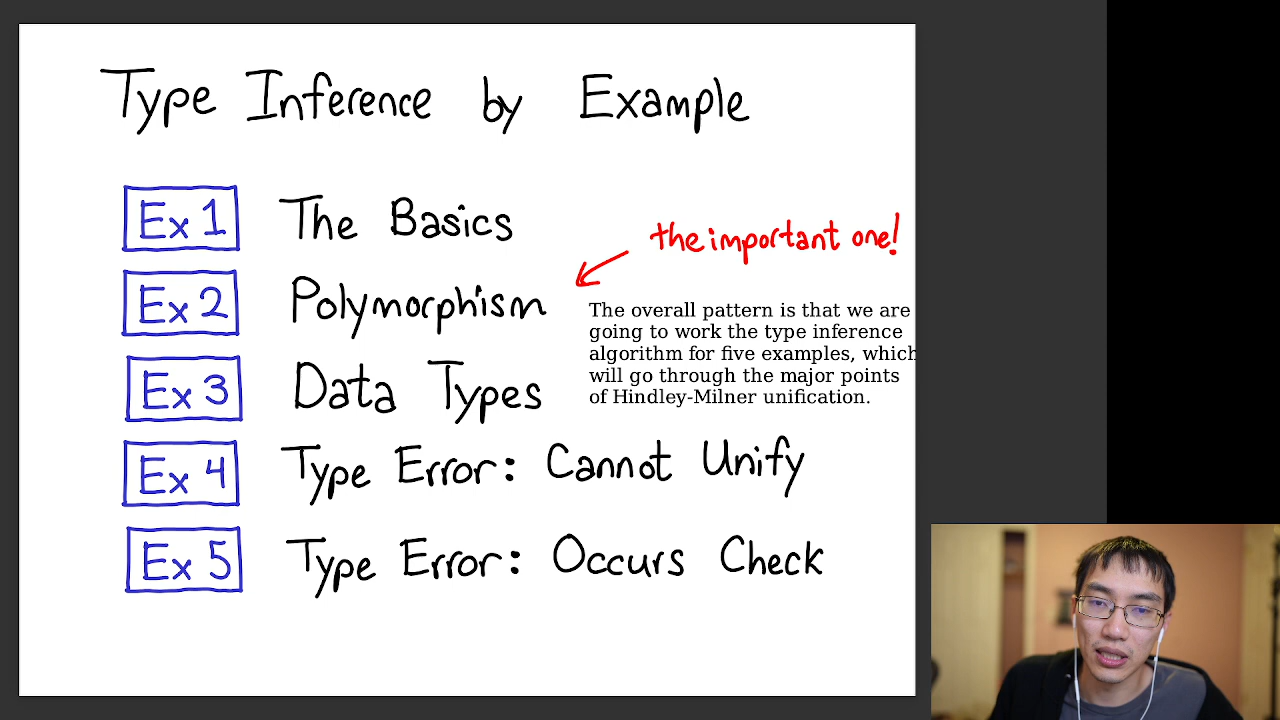 Type Inference by Example
Ex 1 The Basics
the important one!
Ex 2 Polymorphism
The overall pattern is that we are
going to work the type inference
algorithm for five examples, which
will go through the major points
of Hindley-Milner unification.
Ex 3 Data Types
Ex 4 Type Error: Cannot Unify
Ex 5 Type Error: Occurs Check